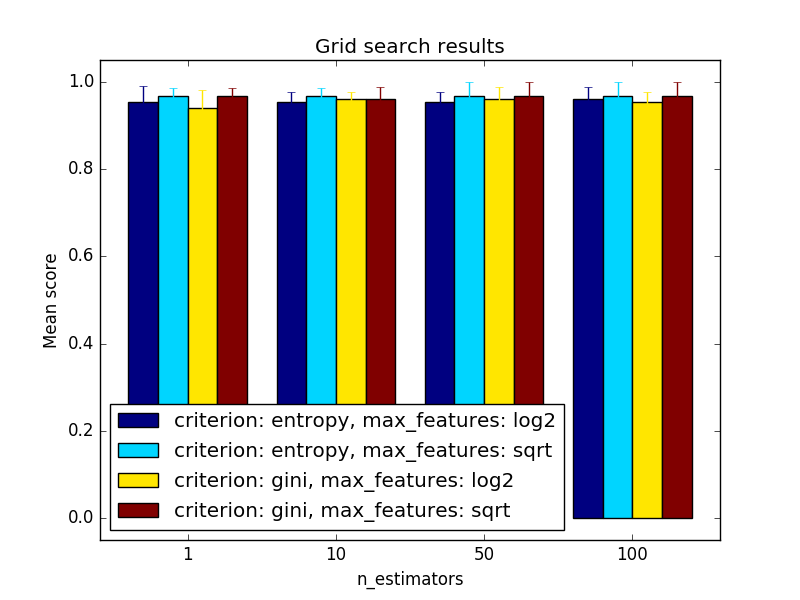 Grid search results
1.0
0.8
0.6
0.4
0.2
0.0
Mean score
criterion: entropy, max_features: log2
criterion: entropy, max_features: sqrt
criterion: gini, max_features: log2
criterion: gini, max_features: sqrt
1 10 50 100
n_estimators